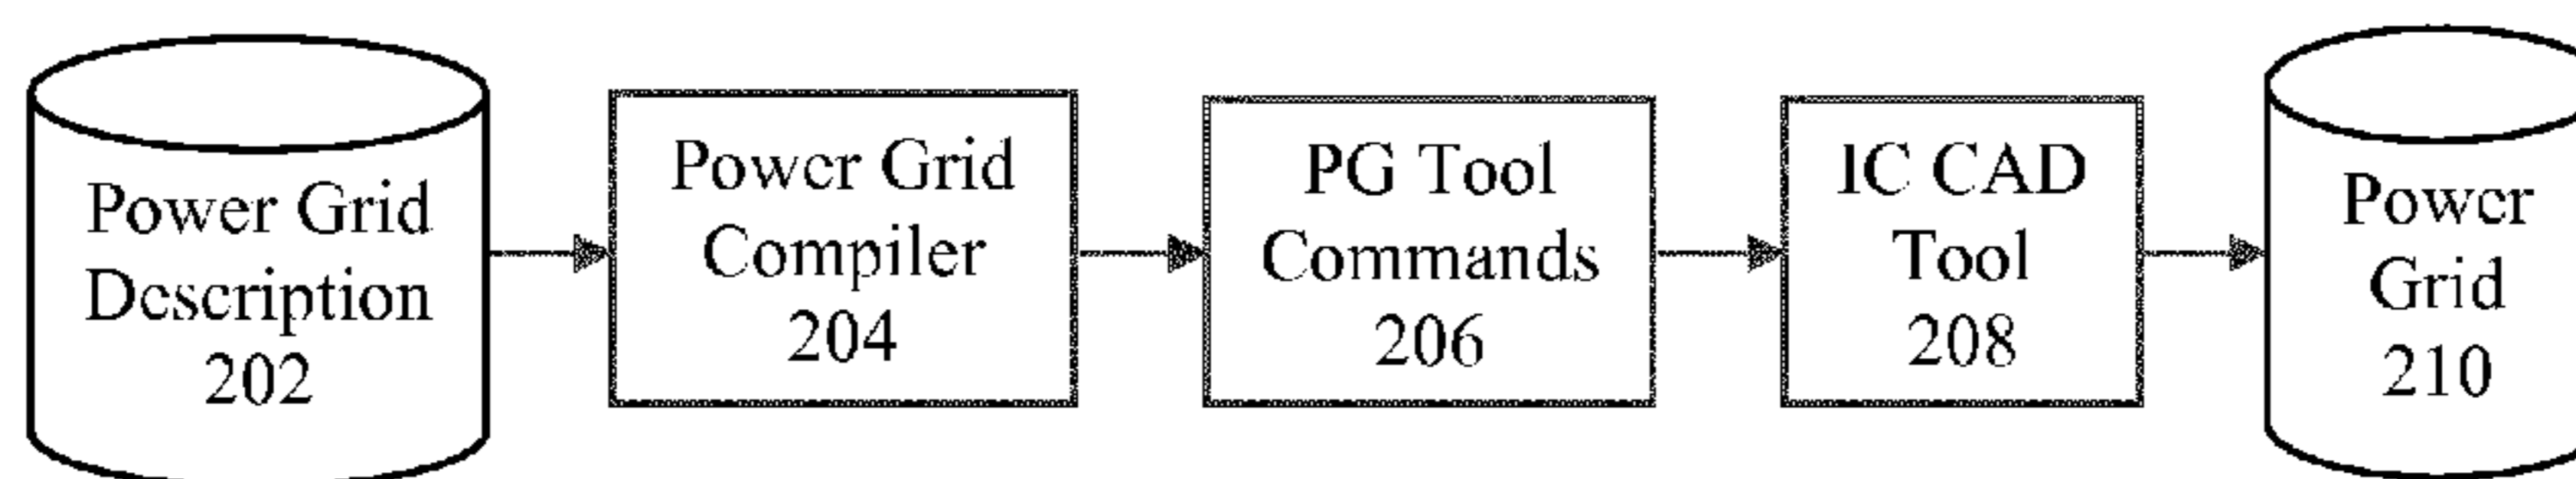 Power Grid
Description
202
Power Grid
Compiler
204
PG Tool
Commands
206
IC CAD
Tool
208
Power
Grid
210